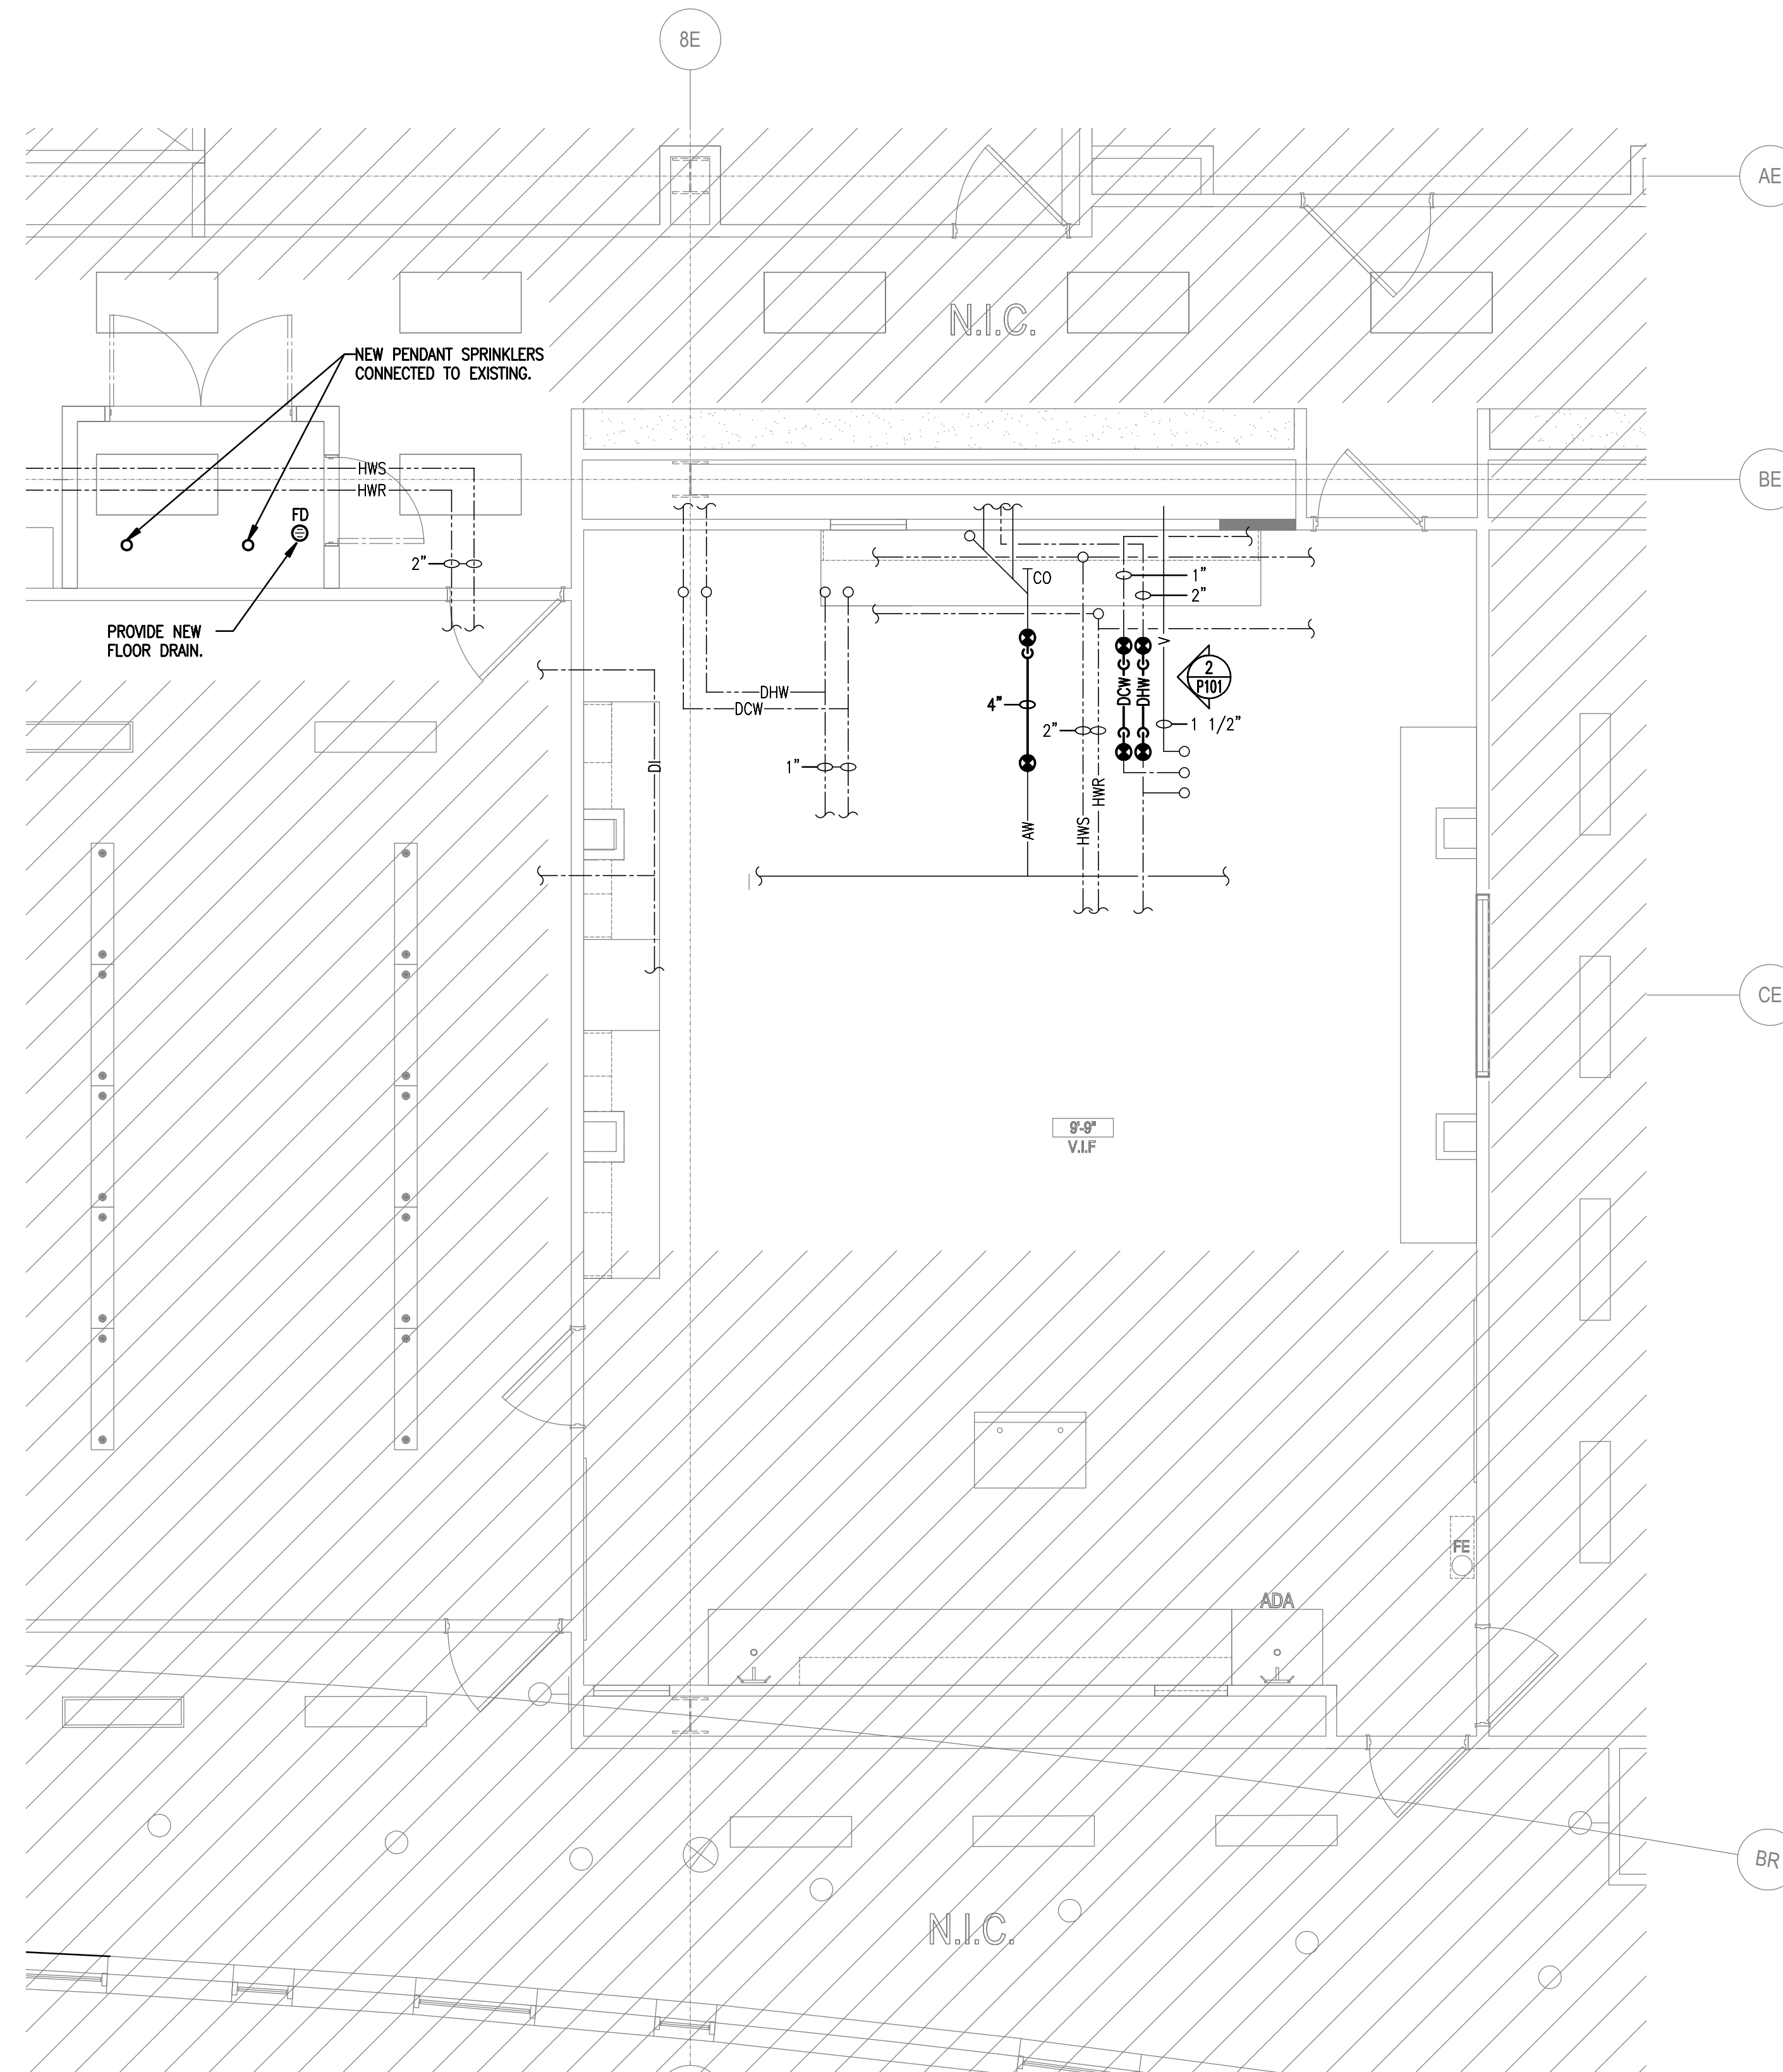 8E
AE
N.I.C.
NEW PENDANT SPRINKLERS
CONNECTED TO EXISTING.
HWS
BE
HWR
FD
2"
CO
1"
2"
PROVIDE NEW
FLOOR DRAIN.
V
2
P101
DHW
DCW
DCW
DHW
4"
2"
1 1/2"
DI
1"
HWR
AW
HWS
CE
9'-9"
V.I.F
FE
ADA
BR
N.I.C.